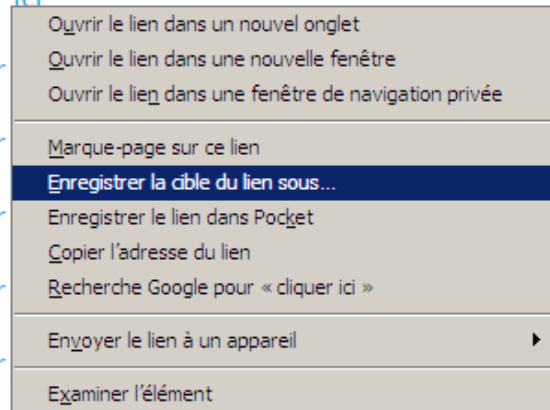 ici
Ouvrir le lien dans un nouvel onglet
Ouvrir le lien dans une nouvelle fenêtre
Ouvrir le lien dans une fenêtre de navigation privée
Marque-page sur ce lien
Enregistrer la cible du lien sous...
Enregistrer le lien dans Pocket
Copier l’adresse du lien
Recherche Google pour « cliquer ici »
Envoyer le lien à un appareil
Examiner l’élément